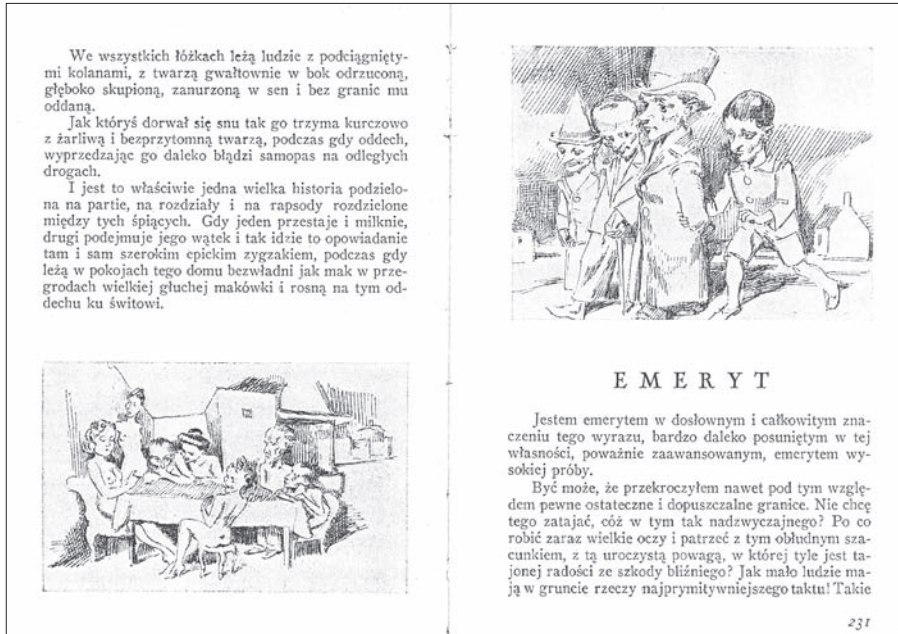 We wszystkich łóżkach leżą ludzie z podciągnięty-
mi kolanami, z twarzą gwałtownie w bok odrzuconą,
głęboko skupioną, zanurzoną w sen i bez granic mu
oddaną.
Jak któryś dorwał się snu tak go trzyma kurczowo
z żarliwą i bezprzytomną twarzą, podczas gdy oddech,
wyprzedzając go daleko błądzi samopas na odległych
drogach.
I jest to właściwie jedna wielka historia podzielo-
na na partie, na rozdziały i na rapsody rozdzielone
między tych śpiących. Gdy jeden przestaje i milknie,
drugi podejmuje jego wątek i tak idzie to opowiadanie
tam i sam szerokim epickim zygzakiem, podczas gdy
leżą w pokojach tego domu bezwładni jak mak w prze-
grodach wielkiej głuchej makówki i rosną na tym od-
dechu ku świtowi.
EMERYT
Jestem emerytem w dosłownym i całkowitym zna-
czeniu tego wyrazu, bardzo daleko posuniętym w tej
własności, poważnie zaawansowanym, emerytem wy-
sokiej próby.
Być może, że przekroczyłem nawet pod tym wzglę-
dem pewne ostateczne i dopuszczalne granice. Nie chcę
tego zatajać, cóż w tym tak nadzwyczajnego? Po co
robić zaraz wielkie oczy i patrzeć z tym obłudnym sza-
cunkiem, z tą uroczystą powagą, w której tyle jest ta-
jonej radości ze szkody bliźniego? Jak mało ludzie ma-
ją w gruncie rzeczy najprymitywniejszego taktu! Takie
231